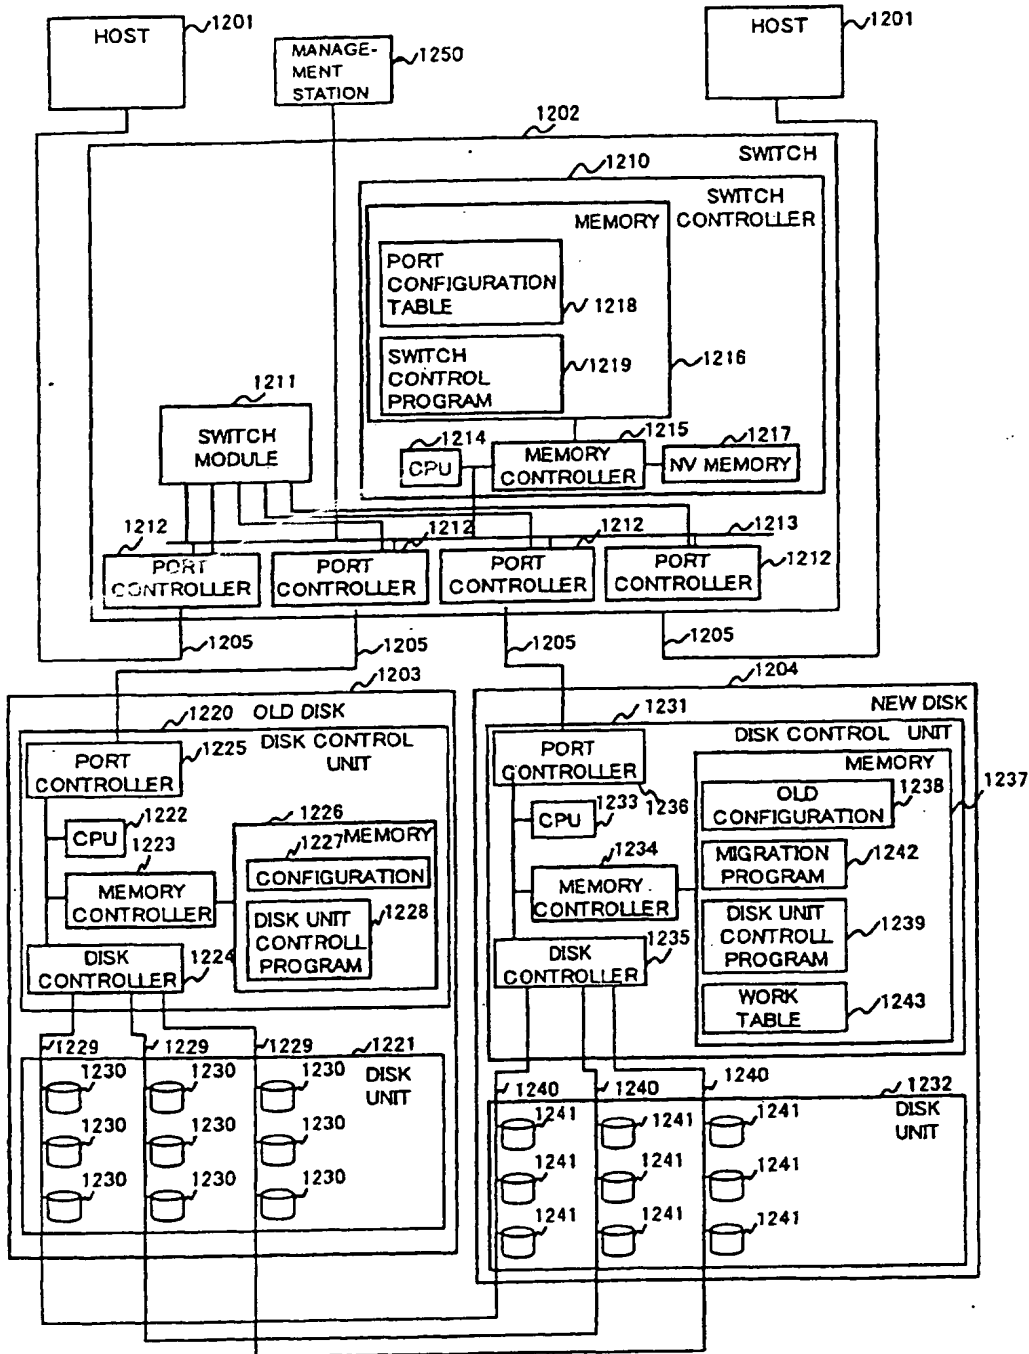 HOST
1201
MANAGE-
MENT
STATION
1250
HOST
1201
1202
SWITCH
1210
SWITCH
CONTROLLER
MEMORY
PORT
CONFIGURATION
TABLE
1218
SWITCH
CONTROL
PROGRAM
1219
1216
1211
SWITCH
MODULE
1214
CPU
1215
MEMORY
CONTROLLER
1217
NV MEMORY
1213
1212
PORT
CONTROLLER
1212
PORT
CONTROLLER
1212
PORT
CONTROLLER
PORT
CONTROLLER
1212
1205
1205
1205
1205
1203
OLD DISK
1220
DISK CONTROL
UNIT
PORT
CONTROLLER
1225
CPU
1222
1223
MEMORY
CONTROLLER
1226
MEMORY
1227
CONFIGURATION
DISK UNIT
CONTROLL
PROGRAM
1228
DISK
CONTROLLER
1224
1229
1229
1229
1221
DISK
UNIT
1230
1230
1230
1230
1230
1230
1230
1230
1230
1204
NEW DISK
1231
DISK CONTROL UNIT
PORT
CONTROLLER
1236
CPU
1233
1234
MEMORY
CONTROLLER
MEMORY
1237
OLD
CONFIGURATION
1238
MIGRATION
PROGRAM
1242
DISK UNIT
CONTROLL
PROGRAM
1239
WORK
TABLE
1243
DISK
CONTROLLER
1235
1240
1240
1240
1232
DISK
UNIT
1241
1241
1241
1241
1241
1241
1241
1241
1241